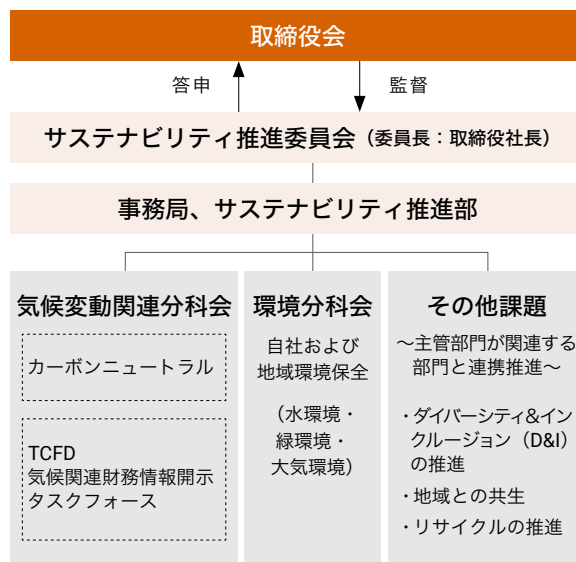 取締役会
答申
監督
サステナビリティ推進委員会（委員長：取締役社長）
事務局、サステナビリティ推進部
気候変動関連分科会
カーボンニュートラル
TCFD
気候関連財務情報開示
タスクフォース
環境分科会
自社および
地域環境保全
（水環境・
緑環境・
大気環境）
その他課題
～主管部門が関連する
部門と連携推進～
・ダイバーシティ&イン
クルージョン（D&I）
の推進
・地域との共生
・リサイクルの推進